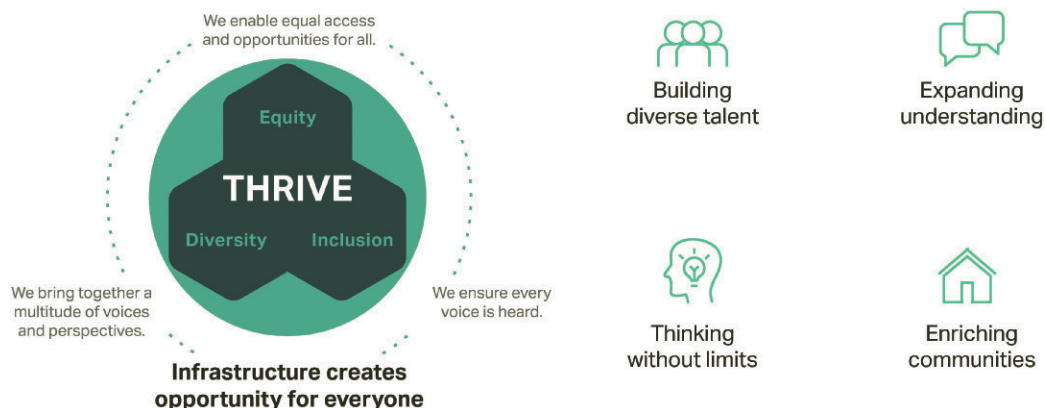 We enable equal access
and opportunities for all.
Equity
THRIVE
Diversity
Inclusion
We bring together a
multitude of voices
and perspectives.
We ensure every
voice is heard.
Infrastructure creates
opportunity for everyone
Building
diverse talent
Expanding
understanding
Thinking
without limits
Enriching
communities